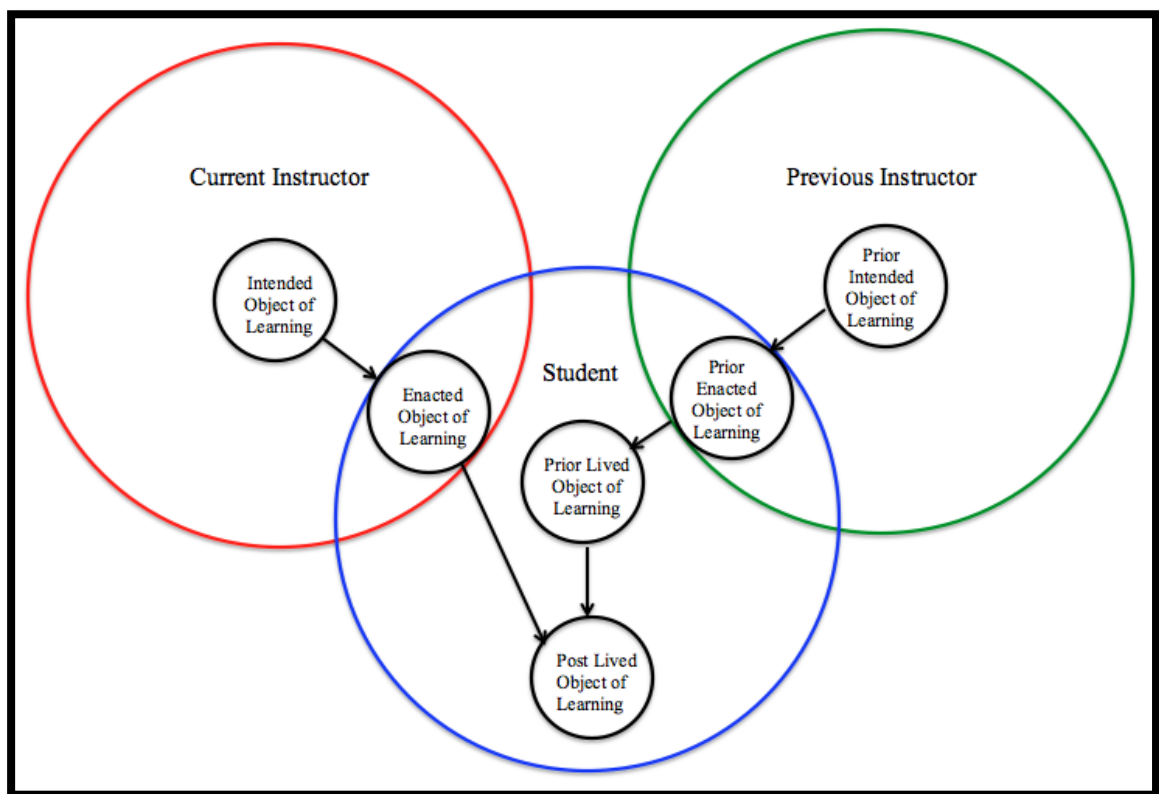 Current Instructor
Previous Instructor
Intended
Object of
Learning
Prior
Intended
Object of
Learning
Enacted
Object of
Learning
Student
Prior
Enacted
Object of
Learning
Prior Lived
Object of
Learning
Post Lived
Object of
Learning